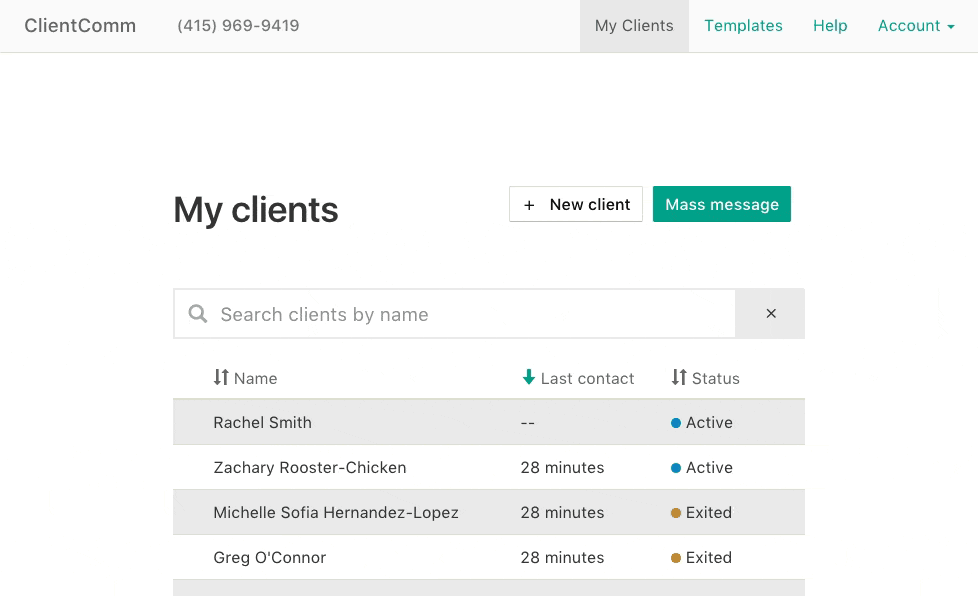 ClientComm (415) 969-9419 My Clients Templates Help Account
My clients + New client Mass message
Search clients by name ×
Name Last contact Status
Rachel Smith -- Active
Zachary Rooster-Chicken 28 minutes Active
Michelle Sofia Hernandez-Lopez 28 minutes Exited
Greg O'Connor 28 minutes Exited